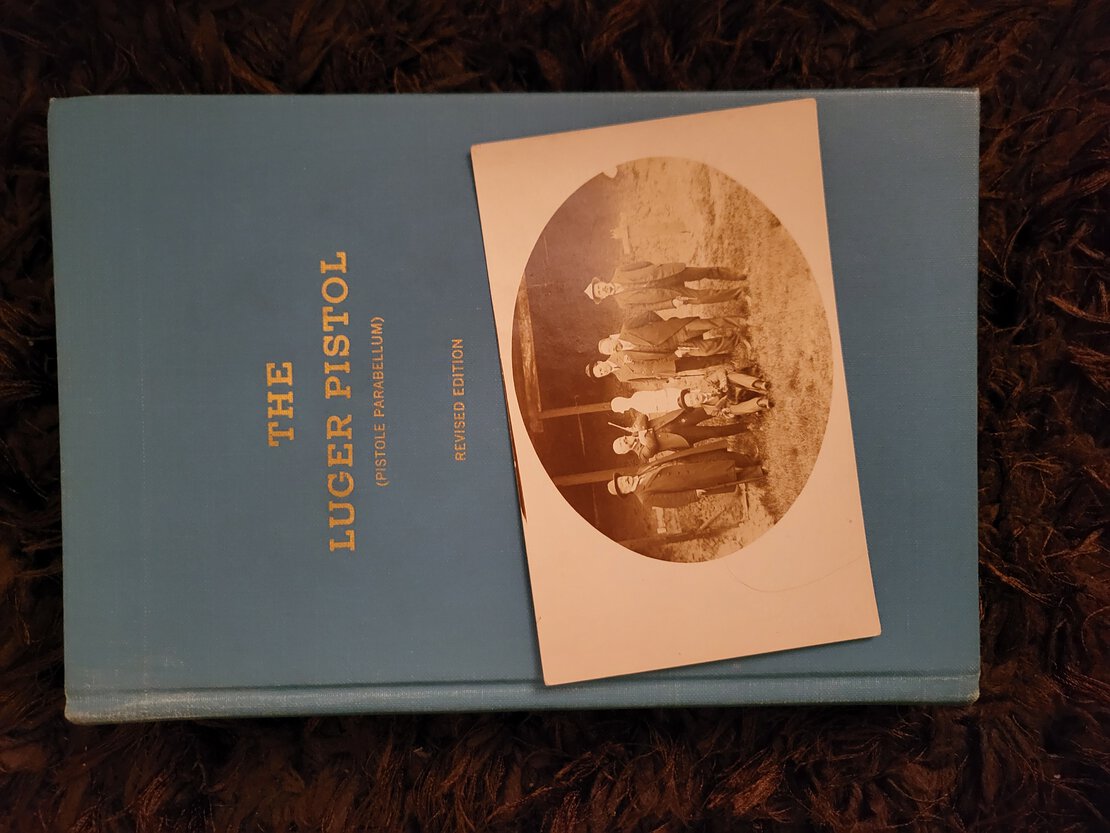 THE
LUGER PISTOL
(PISTOLE PARABELLUM)
REVISED EDITION